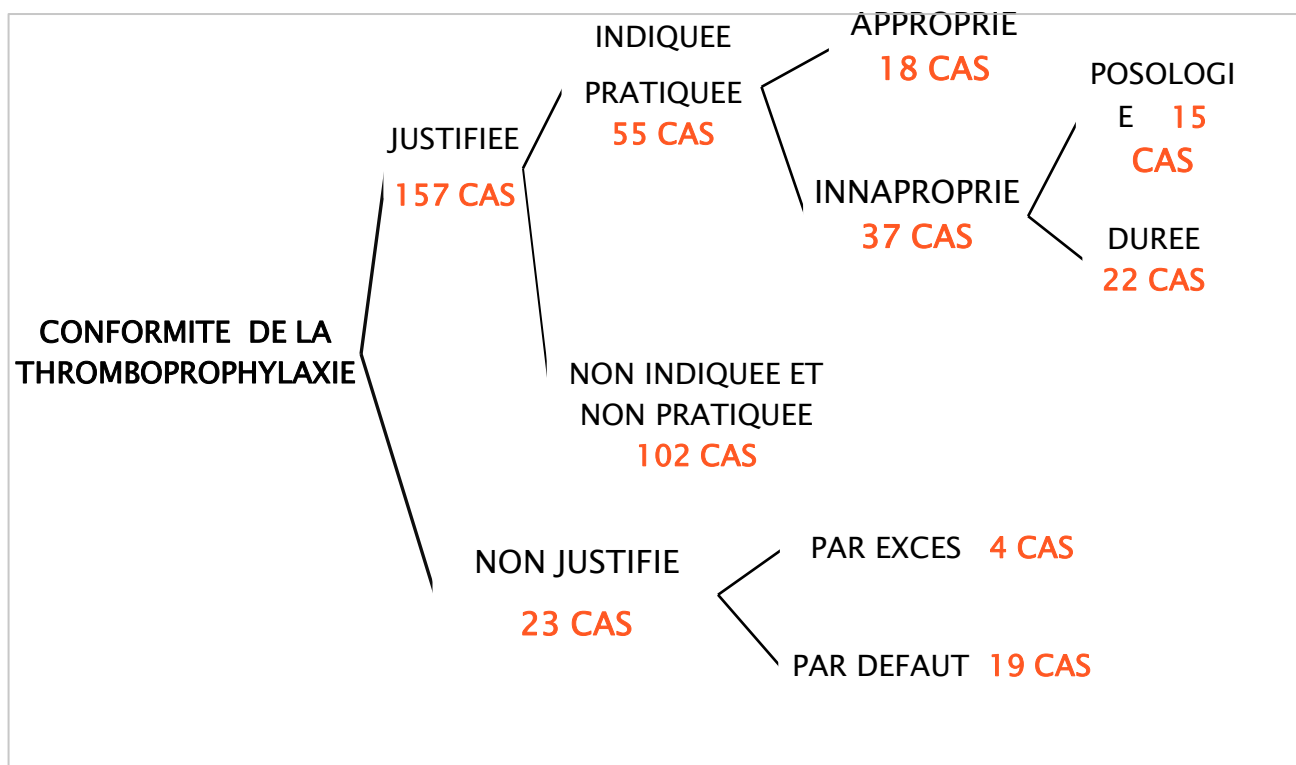 INDIQUEE
PRATIQUEE
55 CAS
APPROPRIE
18 CAS
POSOLOGI
E 15
CAS
JUSTIFIEE
157 CAS
INNAPROPRIE
37 CAS
DUREE
22 CAS
CONFORMITE DE LA
THROMBOPROPHYLAXIE
NON INDIQUEE ET
NON PRATIQUEE
102 CAS
NON JUSTIFIE
23 CAS
PAR EXCES 4 CAS
PAR DEFAUT 19 CAS